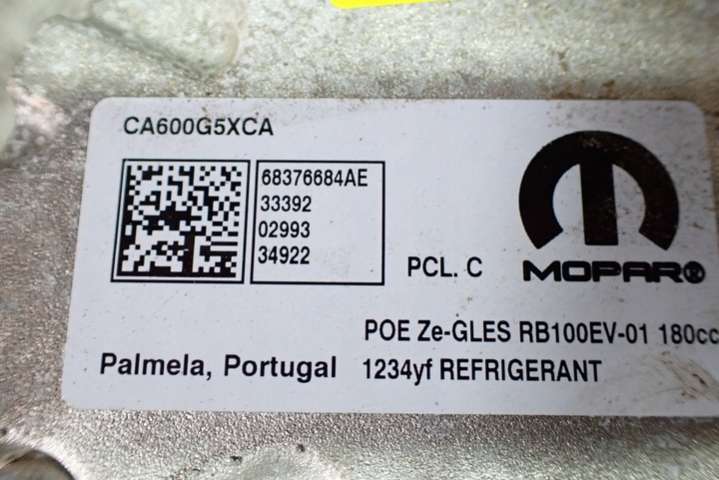 CA600G5XCA
68376684AE
33392
02993
34922
PCL. C
MOPAR®
POE Ze-GLES RB100EV-01 180cc
Palmela, Portugal 1234yf REFRIGERANT